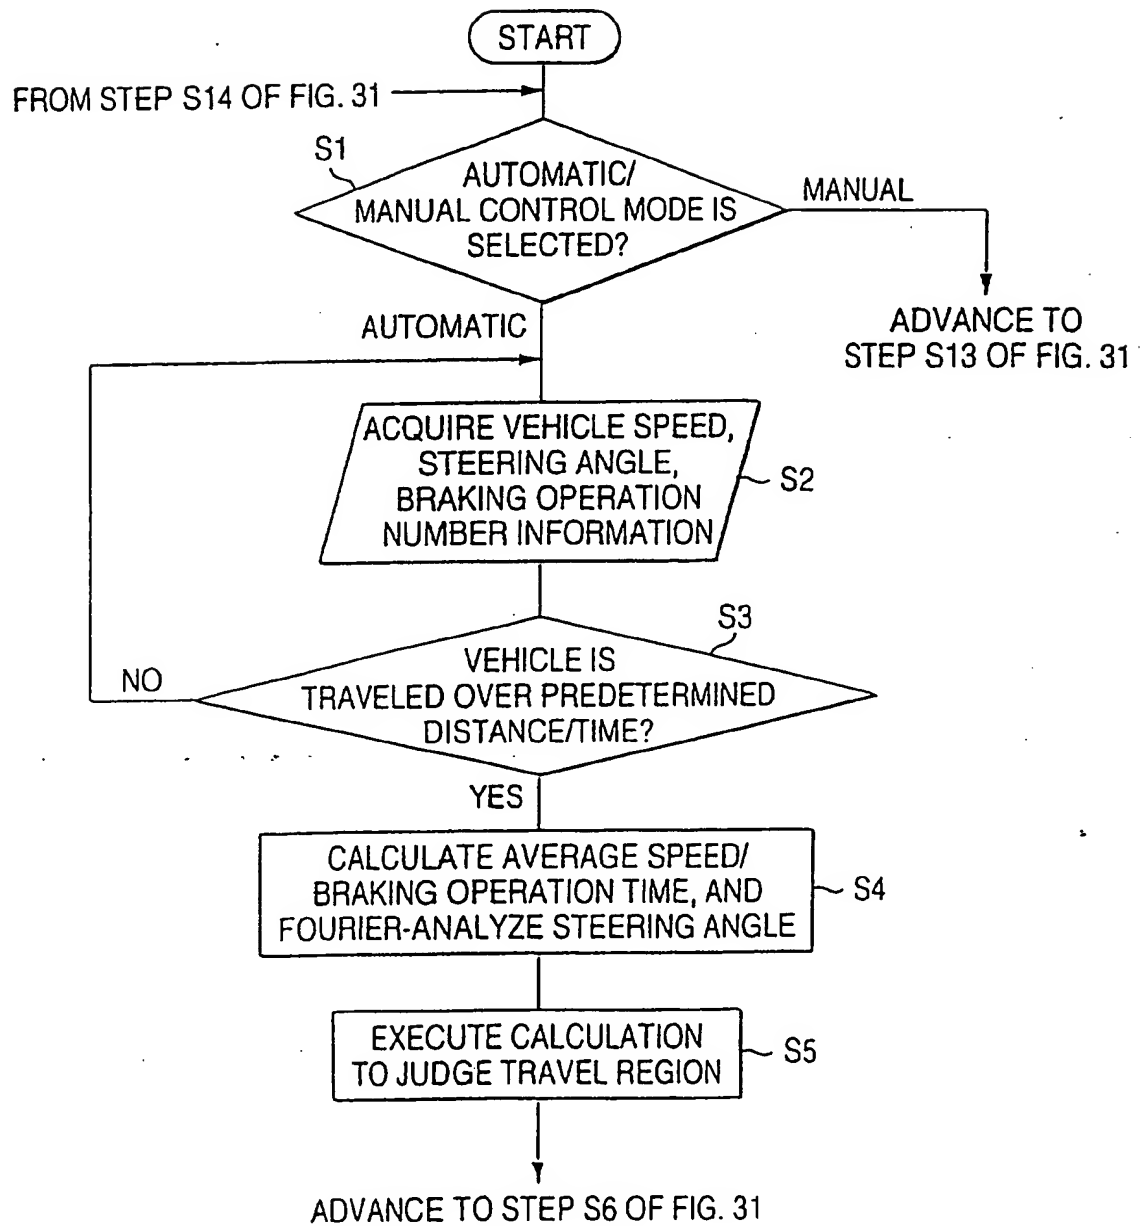 START
FROM STEP S14 OF FIG. 31
S1
AUTOMATIC/
MANUAL CONTROL MODE IS
SELECTED?
MANUAL
ADVANCE TO
STEP S13 OF FIG. 31
AUTOMATIC
ACQUIRE VEHICLE SPEED,
STEERING ANGLE,
BRAKING OPERATION
NUMBER INFORMATION
S2
S3
VEHICLE IS
TRAVELED OVER PREDETERMINED
DISTANCE/TIME?
NO
YES
CALCULATE AVERAGE SPEED/
BRAKING OPERATION TIME, AND
FOURIER-ANALYZE STEERING ANGLE
S4
EXECUTE CALCULATION
TO JUDGE TRAVEL REGION
S5
ADVANCE TO STEP S6 OF FIG. 31